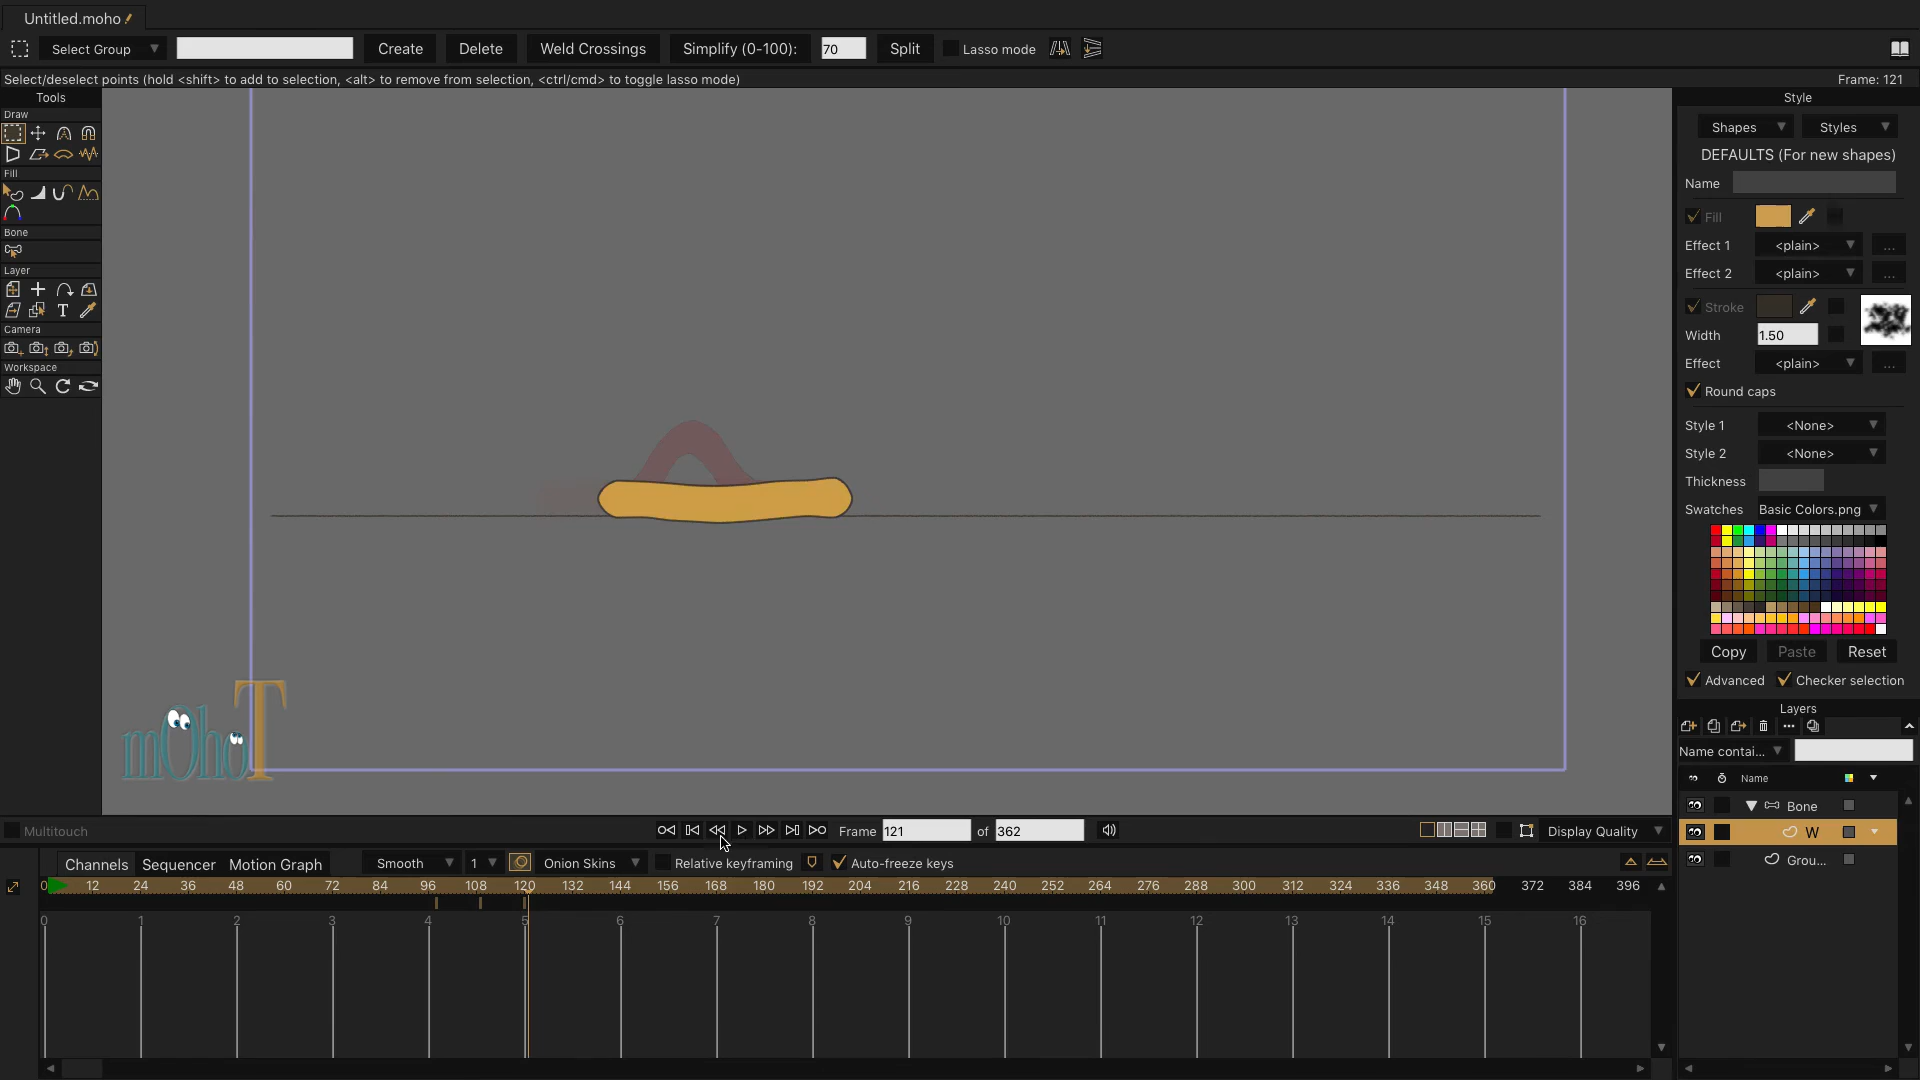 Untitled.moho
Select Group Create Delete Weld Crossings Simplify (0-100): 70 Split Lasso mode
Select/deselect points (hold <shift> to add to selection, <alt> to remove from selection, <ctrl/cmd> to toggle lasso mode) Frame: 121
Tools
Draw
Fill
Bone
Layer
T
Camera
Workspace
Style
Shapes Styles
DEFAULTS (For new shapes)
Name
Fill
Effect 1 <plain> ...
Effect 2 <plain> ...
Stroke
Width 1.50
Effect <plain> ...
Round caps
Style 1 <None>
Style 2 <None>
Thickness
Swatches Basic Colors.png
Copy Paste Reset
Advanced Checker selection
Layers
Name contai...
Name
Bone
W
Grou...
mOhoT
Multitouch Frame 121 of 362 Display Quality
Channels Sequencer Motion Graph Smooth 1 Onion Skins Relative keyframing Auto-freeze keys
0 12 24 36 48 60 72 84 96 108 120 132 144 156 168 180 192 204 216 228 240 252 264 276 288 300 312 324 336 348 360 372 384 396
0 1 2 3 4 5 6 7 8 9 10 11 12 13 14 15 16